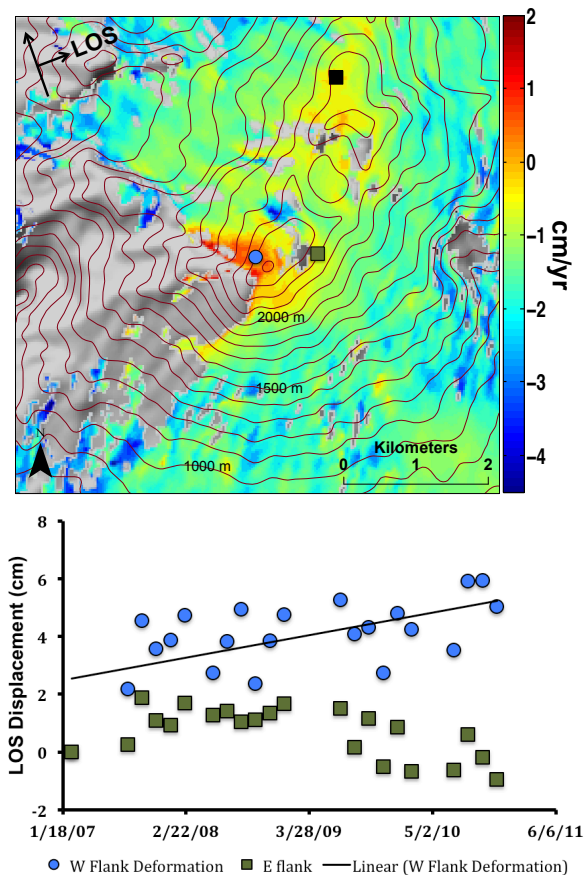 LOS
2
1
0
−1
−2
−3
−4
cm/yr
2000 m
1500 m
1000 m
N
Kilometers
0 1 2
LOS Displacement (cm)
8
6
4
2
0
-2
1/18/07 2/22/08 3/28/09 5/2/10 6/6/11
W Flank Deformation E flank Linear (W Flank Deformation)